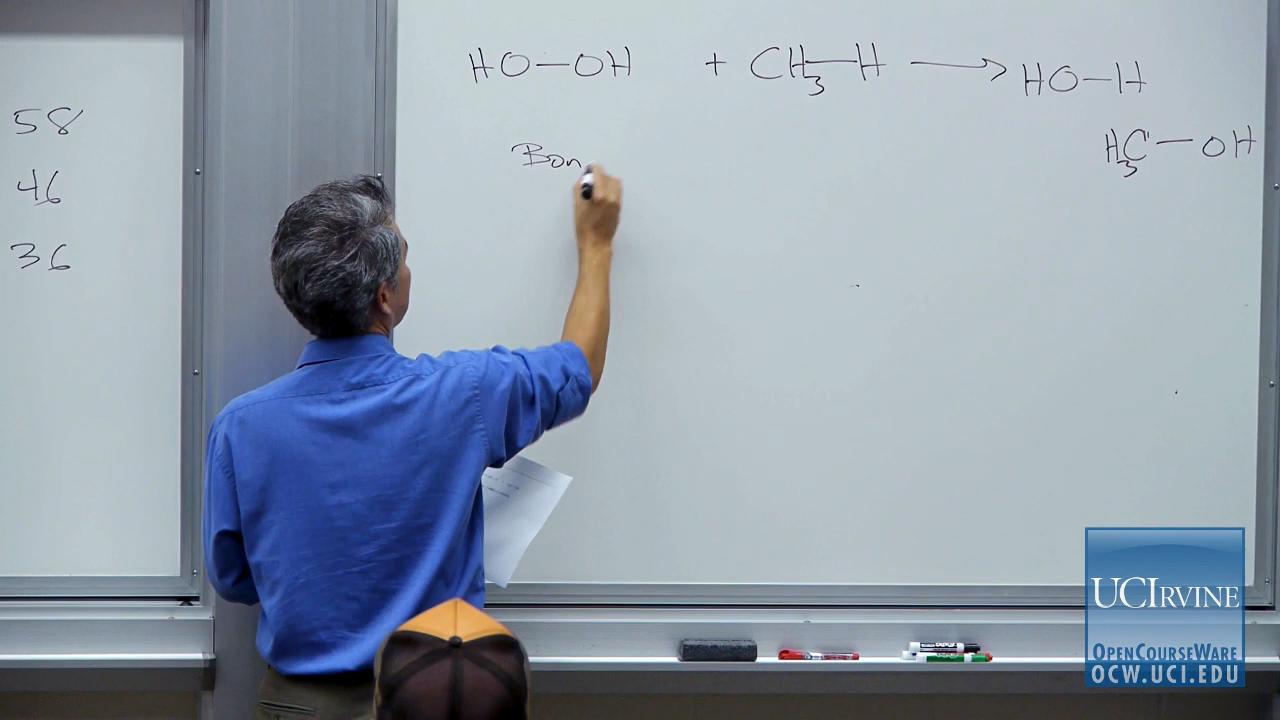 58
46
36
HO—OH + CH₃—H ⟶ HO—H
H₃C—OH
Bon
UCIRVINE
OPENCOURSEWARE
OCW.UCI.EDU